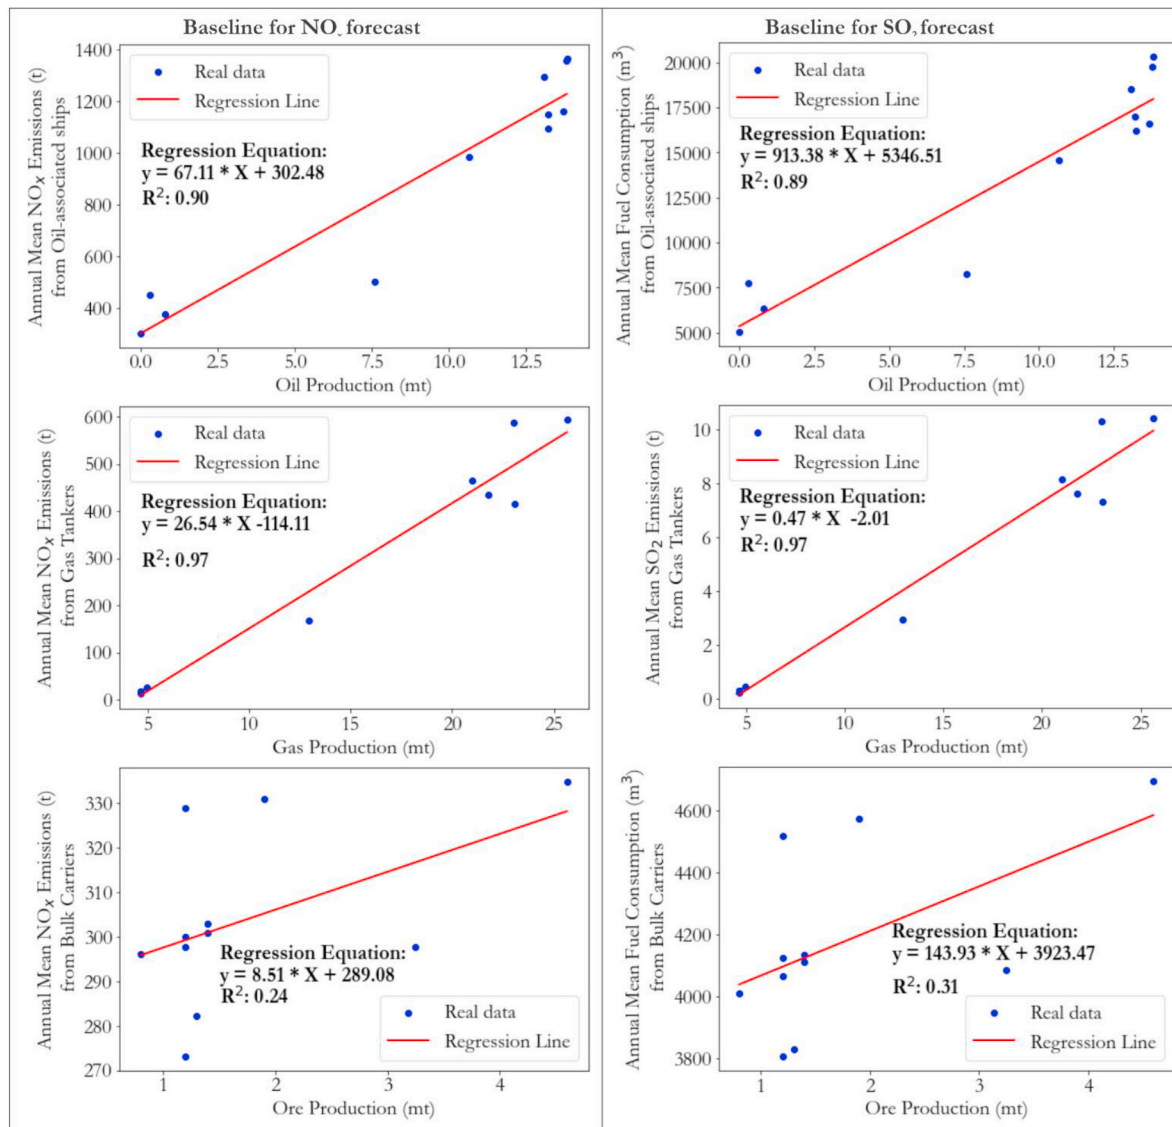 Baseline for NOₓ forecast
1400
1200
1000
800
600
400
Annual Mean NOₓ Emissions (t)
from Oil-associated ships
Real data
Regression Line
Regression Equation:
y = 67.11 * X + 302.48
R²: 0.90
0.0 2.5 5.0 7.5 10.0 12.5
Oil Production (mt)
Baseline for SO₂ forecast
20000
17500
15000
12500
10000
7500
5000
Annual Mean Fuel Consumption (m³)
from Oil-associated ships
Real data
Regression Line
Regression Equation:
y = 913.38 * X + 5346.51
R²: 0.89
0.0 2.5 5.0 7.5 10.0 12.5
Oil Production (mt)
600
500
400
300
200
100
0
Annual Mean NOₓ Emissions (t)
from Gas Tankers
Real data
Regression Line
Regression Equation:
y = 26.54 * X -114.11
R²: 0.97
5 10 15 20 25
Gas Production (mt)
10
8
6
4
2
0
Annual Mean SO₂ Emissions (t)
from Gas Tankers
Real data
Regression Line
Regression Equation:
y = 0.47 * X -2.01
R²: 0.97
5 10 15 20 25
Gas Production (mt)
330
320
310
300
290
280
270
Annual Mean NOₓ Emissions (t)
from Bulk Carriers
Regression Equation:
y = 8.51 * X + 289.08
R²: 0.24
Real data
Regression Line
1 2 3 4
Ore Production (mt)
4600
4400
4200
4000
3800
Annual Mean Fuel Consumption (m³)
from Bulk Carriers
Regression Equation:
y = 143.93 * X + 3923.47
R²: 0.31
Real data
Regression Line
1 2 3 4
Ore Production (mt)